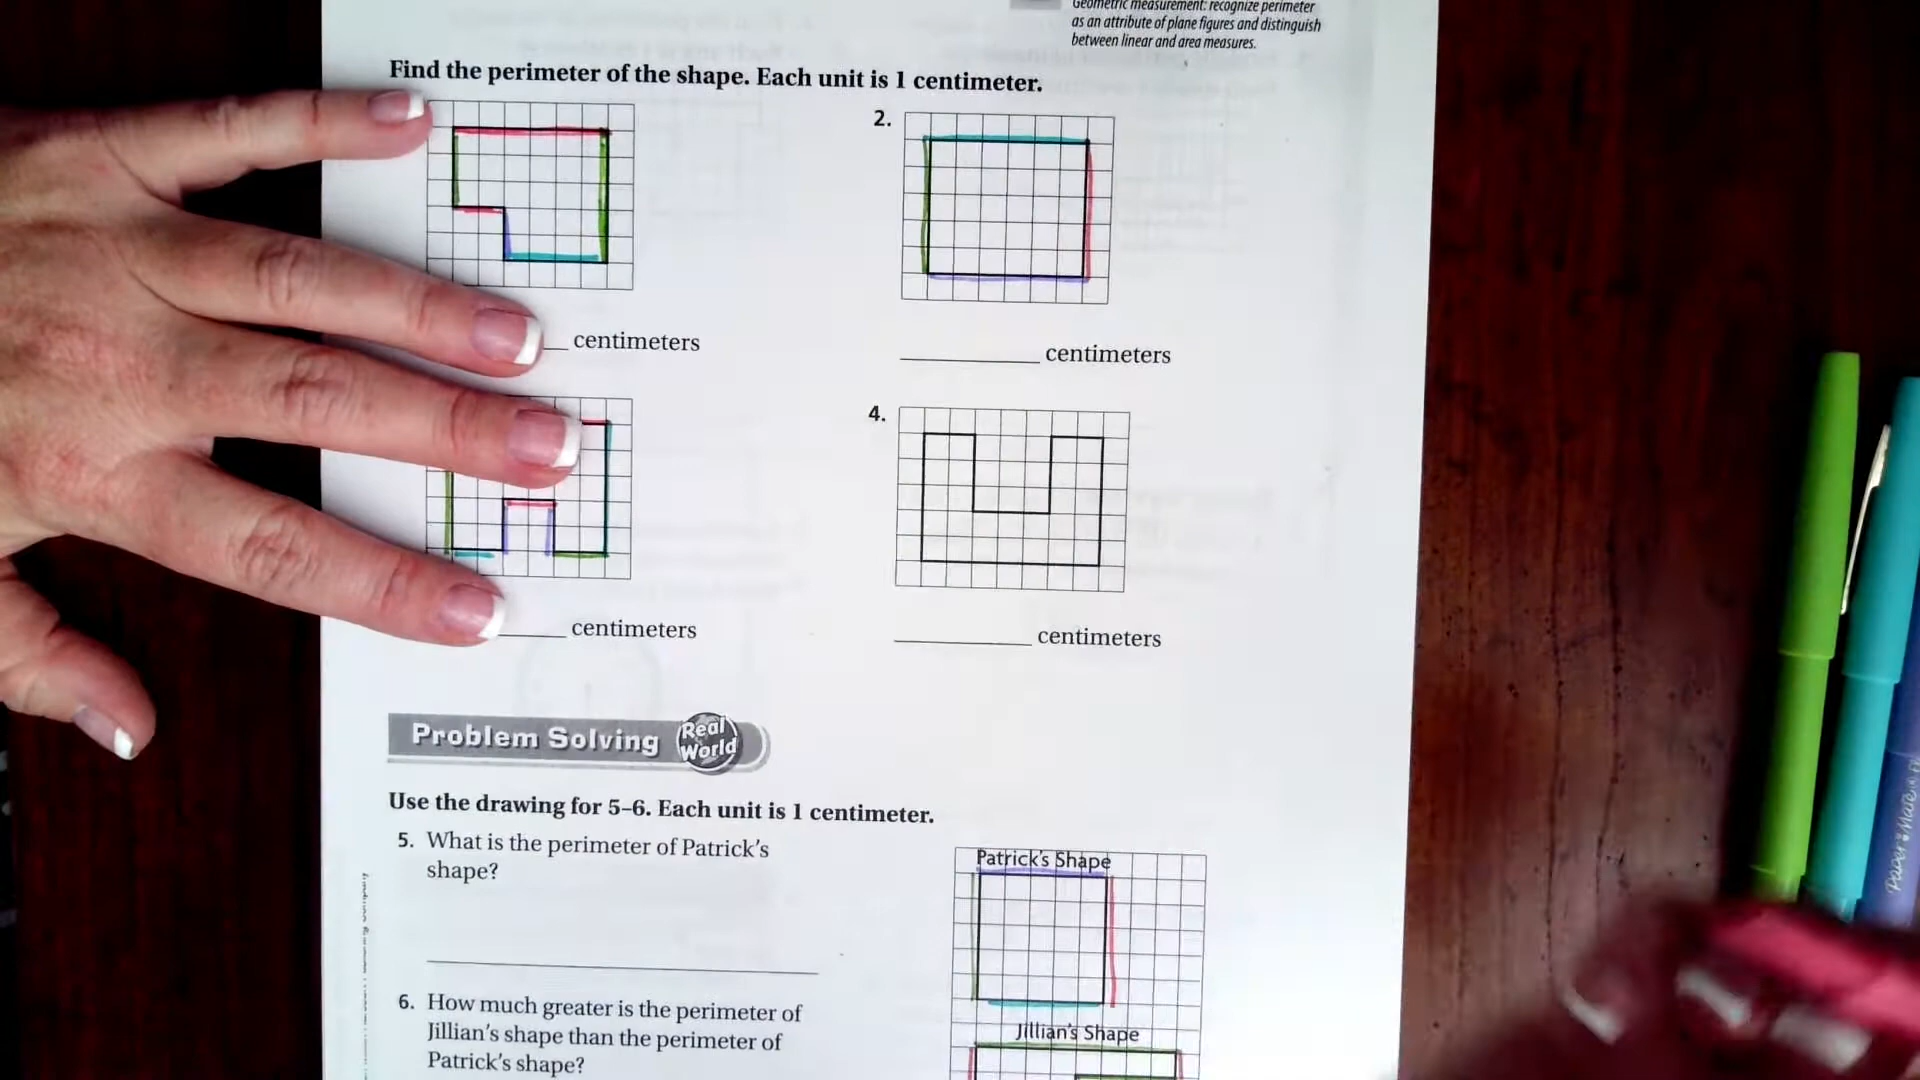 Geometric measurement: recognize perimeter
as an attribute of plane figures and distinguish
between linear and area measures.
Find the perimeter of the shape. Each unit is 1 centimeter.
2.
centimeters
centimeters
4.
centimeters
centimeters
Problem Solving
Real
World
Use the drawing for 5–6. Each unit is 1 centimeter.
5. What is the perimeter of Patrick's
shape?
Patrick's Shape
6. How much greater is the perimeter of
Jillian's shape than the perimeter of
Patrick's shape?
Jillian's Shape
Paper Mate